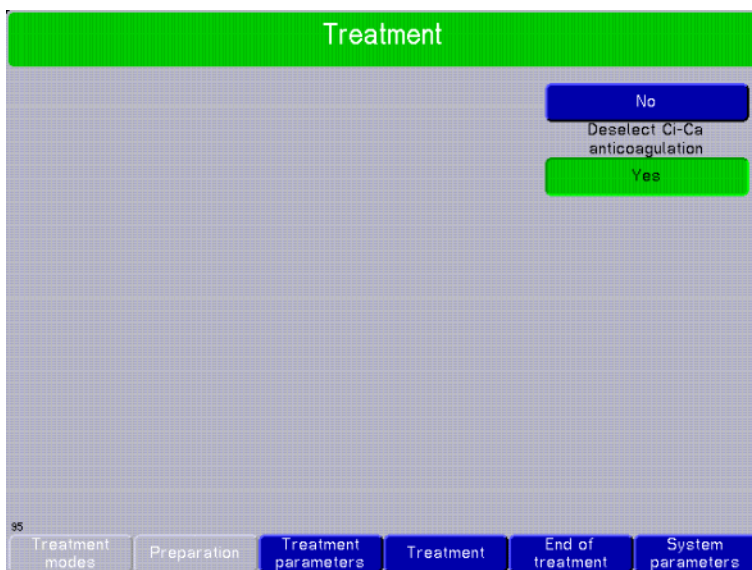 Treatment
No
Deselect Ci-Ca
anticoagulation
Yes
95
Treatment
modes
Preparation
Treatment
parameters
Treatment
End of
treatment
System
parameters